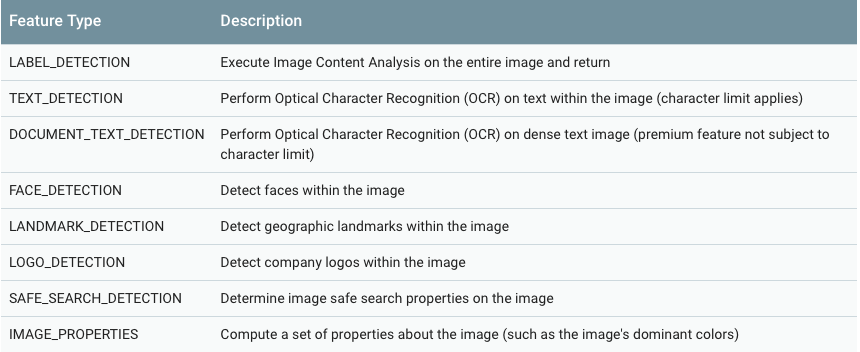 Feature Type Description
LABEL_DETECTION Execute Image Content Analysis on the entire image and return
TEXT_DETECTION Perform Optical Character Recognition (OCR) on text within the image (character limit applies)
DOCUMENT_TEXT_DETECTION Perform Optical Character Recognition (OCR) on dense text image (premium feature not subject to
character limit)
FACE_DETECTION Detect faces within the image
LANDMARK_DETECTION Detect geographic landmarks within the image
LOGO_DETECTION Detect company logos within the image
SAFE_SEARCH_DETECTION Determine image safe search properties on the image
IMAGE_PROPERTIES Compute a set of properties about the image (such as the image's dominant colors)